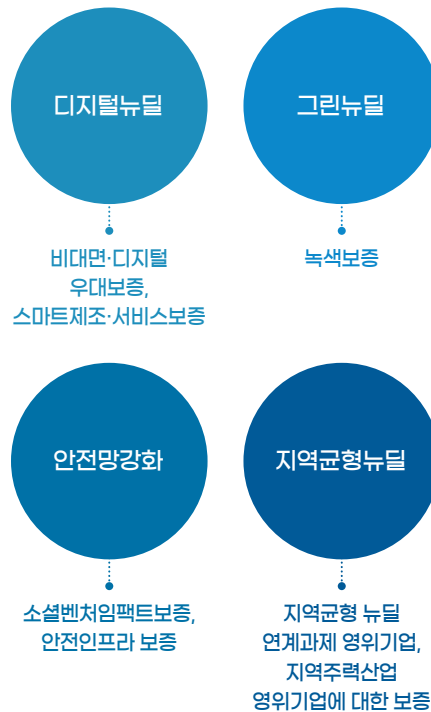 디지털뉴딜
비대면·디지털
우대보증,
스마트제조·서비스보증
그린뉴딜
녹색보증
안전망강화
소셜벤처임팩트보증,
안전인프라 보증
지역균형뉴딜
지역균형 뉴딜
연계과제 영위기업,
지역주력산업
영위기업에 대한 보증